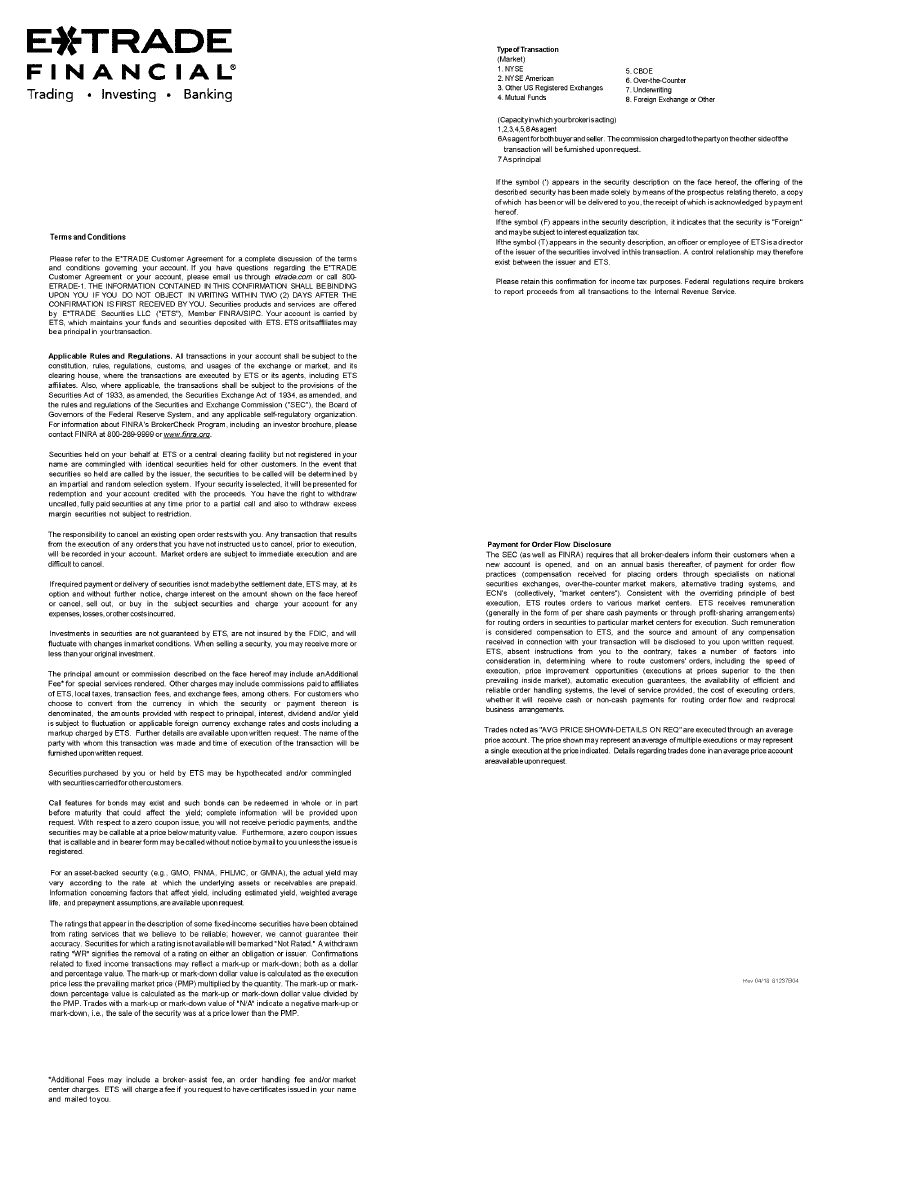 E*TRADE
FINANCIAL®
Trading • Investing • Banking
Terms and Conditions
Please refer to the E*TRADE Customer Agreement for a complete discussion of the terms
and conditions governing your account. If you have questions regarding the E*TRADE
Customer Agreement or your account, please email us through etrade.com or call 800-
ETRADE-1. THE INFORMATION CONTAINED IN THIS CONFIRMATION SHALL BE BINDING
UPON YOU IF YOU DO NOT OBJECT IN WRITING WITHIN TWO (2) DAYS AFTER THE
CONFIRMATION IS FIRST RECEIVED BY YOU. Securities products and services are offered
by E*TRADE Securities LLC ("ETS"), Member FINRA/SIPC. Your account is carried by
ETS, which maintains your funds and securities deposited with ETS. ETS or its affiliates may
be a principal in your transaction.
Applicable Rules and Regulations. All transactions in your account shall be subject to the
constitution, rules, regulations, customs, and usages of the exchange or market, and its
clearing house, where the transactions are executed by ETS or its agents, including ETS
affiliates. Also, where applicable, the transactions shall be subject to the provisions of the
Securities Act of 1933, as amended, the Securities Exchange Act of 1934, as amended, and
the rules and regulations of the Securities and Exchange Commission ("SEC"), the Board of
Governors of the Federal Reserve System, and any applicable self-regulatory organization.
For information about FINRA's BrokerCheck Program, including an investor brochure, please
contact FINRA at 800-289-9999 or www.finra.org.
Securities held on your behalf at ETS or a central clearing facility but not registered in your
name are commingled with identical securities held for other customers. In the event that
securities so held are called by the issuer, the securities to be called will be determined by
an impartial and random selection system. If your security is selected, it will be presented for
redemption and your account credited with the proceeds. You have the right to withdraw
uncalled, fully paid securities at any time prior to a partial call and also to withdraw excess
margin securities not subject to restriction.
The responsibility to cancel an existing open order rests with you. Any transaction that results
from the execution of any orders that you have not instructed us to cancel, prior to execution,
will be recorded in your account. Market orders are subject to immediate execution and are
difficult to cancel.
If required payment or delivery of securities is not made by the settlement date, ETS may, at its
option and without further notice, charge interest on the amount shown on the face hereof
or cancel, sell out, or buy in the subject securities and charge your account for any
expenses, losses, or other costs incurred.
Investments in securities are not guaranteed by ETS, are not insured by the FDIC, and will
fluctuate with changes in market conditions. When selling a security, you may receive more or
less than your original investment.
The principal amount or commission described on the face hereof may include an Additional
Fee* for special services rendered. Other charges may include commissions paid to affiliates
of ETS, local taxes, transaction fees, and exchange fees, among others. For customers who
choose to convert from the currency in which the security or payment thereon is
denominated, the amounts provided with respect to principal, interest, dividend and/or yield
is subject to fluctuation or applicable foreign currency exchange rates and costs including a
markup charged by ETS. Further details are available upon written request. The name of the
party with whom this transaction was made and time of execution of the transaction will be
furnished upon written request.
Securities purchased by you or held by ETS may be hypothecated and/or commingled
with securities carried for other customers.
Call features for bonds may exist and such bonds can be redeemed in whole or in part
before maturity that could affect the yield; complete information will be provided upon
request. With respect to a zero coupon issue, you will not receive periodic payments, and the
securities may be callable at a price below maturity value. Furthermore, a zero coupon issues
that is callable and in bearer form may be called without notice by mail to you unless the issue is
registered.
For an asset-backed security (e.g., GMO, FNMA, FHLMC, or GMNA), the actual yield may
vary according to the rate at which the underlying assets or receivables are prepaid.
Information concerning factors that affect yield, including estimated yield, weighted average
life, and prepayment assumptions, are available upon request.
The ratings that appear in the description of some fixed-income securities have been obtained
from rating services that we believe to be reliable; however, we cannot guarantee their
accuracy. Securities for which a rating is not available will be marked "Not Rated." A withdrawn
rating "WR" signifies the removal of a rating on either an obligation or issuer. Confirmations
related to fixed income transactions may reflect a mark-up or mark-down; both as a dollar
and percentage value. The mark-up or mark-down dollar value is calculated as the execution
price less the prevailing market price (PMP) multiplied by the quantity. The mark-up or mark-
down percentage value is calculated as the mark-up or mark-down dollar value divided by
the PMP. Trades with a mark-up or mark-down value of "N/A" indicate a negative mark-up or
mark-down, i.e., the sale of the security was at a price lower than the PMP.
*Additional Fees may include a broker- assist fee, an order handling fee and/or market
center charges. ETS will charge a fee if you request to have certificates issued in your name
and mailed to you.
Type of Transaction
(Market)
1. NYSE
2. NYSE American
3. Other US Registered Exchanges
4. Mutual Funds
5. CBOE
6. Over-the-Counter
7. Underwriting
8. Foreign Exchange or Other
(Capacity in which your broker is acting)
1,2,3,4,5,8 As agent
6 As agent for both buyer and seller. The commission charged to the party on the other side of the
transaction will be furnished upon request.
7 As principal
If the symbol (') appears in the security description on the face hereof, the offering of the
described security has been made solely by means of the prospectus relating thereto, a copy
of which has been or will be delivered to you, the receipt of which is acknowledged by payment
hereof.
If the symbol (F) appears in the security description, it indicates that the security is "Foreign"
and may be subject to interest equalization tax.
If the symbol (T) appears in the security description, an officer or employee of ETS is a director
of the issuer of the securities involved in this transaction. A control relationship may therefore
exist between the issuer and ETS.
Please retain this confirmation for income tax purposes. Federal regulations require brokers
to report proceeds from all transactions to the Internal Revenue Service.
Payment for Order Flow Disclosure
The SEC (as well as FINRA) requires that all broker-dealers inform their customers when a
new account is opened, and on an annual basis thereafter, of payment for order flow
practices (compensation received for placing orders through specialists on national
securities exchanges, over-the-counter market makers, alternative trading systems, and
ECN's (collectively, "market centers"). Consistent with the overriding principle of best
execution, ETS routes orders to various market centers. ETS receives remuneration
(generally in the form of per share cash payments or through profit-sharing arrangements)
for routing orders in securities to particular market centers for execution. Such remuneration
is considered compensation to ETS, and the source and amount of any compensation
received in connection with your transaction will be disclosed to you upon written request.
ETS, absent instructions from you to the contrary, takes a number of factors into
consideration in, determining where to route customers' orders, including the speed of
execution, price improvement opportunities (executions at prices superior to the then
prevailing inside market), automatic execution guarantees, the availability of efficient and
reliable order handling systems, the level of service provided, the cost of executing orders,
whether it will receive cash or non-cash payments for routing order flow and reciprocal
business arrangements.
Trades noted as "AVG PRICE SHOWN-DETAILS ON REQ" are executed through an average
price account. The price shown may represent an average of multiple executions or may represent
a single execution at the price indicated. Details regarding trades done in an average price account
are available upon request.
Rev 04/18 81237B04